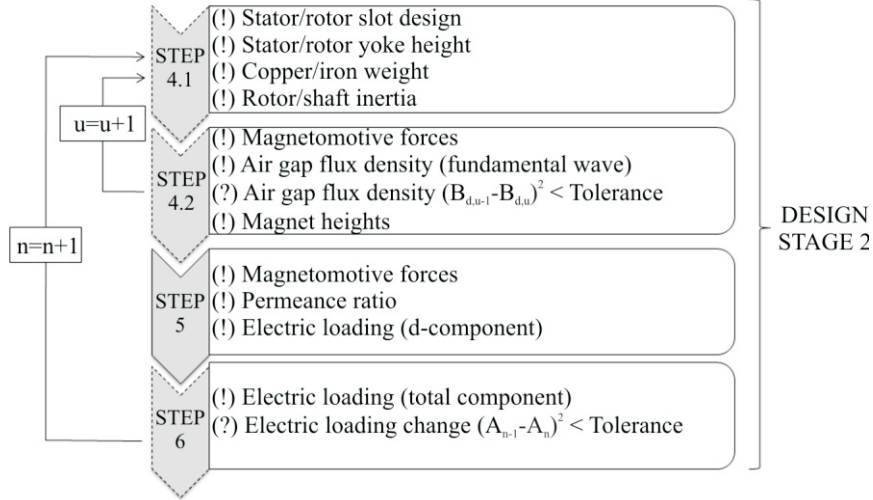 STEP
4.1
(!) Stator/rotor slot design
(!) Stator/rotor yoke height
(!) Copper/iron weight
(!) Rotor/shaft inertia
u=u+1
STEP
4.2
(!) Magnetomotive forces
(!) Air gap flux density (fundamental wave)
(?) Air gap flux density (B_{d,u-1}-B_{d,u})² < Tolerance
(!) Magnet heights
n=n+1
DESIGN
STAGE 2
STEP
5
(!) Magnetomotive forces
(!) Permeance ratio
(!) Electric loading (d-component)
STEP
6
(!) Electric loading (total component)
(?) Electric loading change (A_{n-1}-A_n)² < Tolerance